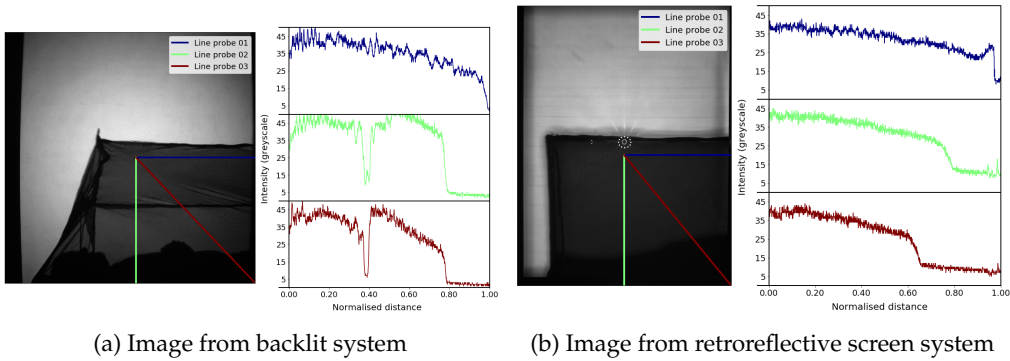 Line probe 01
Line probe 02
Line probe 03
Intensity (greyscale)
45
35
25
15
5
45
35
25
15
5
45
35
25
15
5
0.00 0.20 0.40 0.60 0.80 1.00
Normalised distance
(a) Image from backlit system
Line probe 01
Line probe 02
Line probe 03
Intensity (greyscale)
45
35
25
15
5
45
35
25
15
5
45
35
25
15
5
0.00 0.20 0.40 0.60 0.80 1.00
Normalised distance
(b) Image from retroreflective screen system